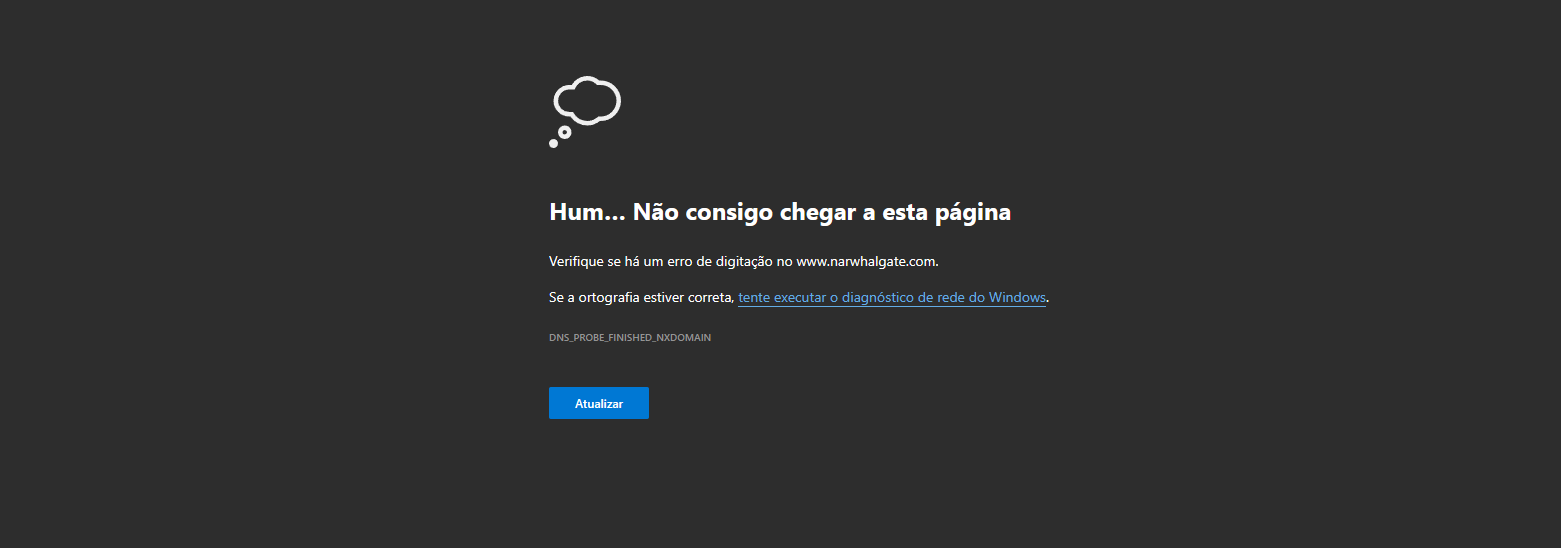 Hum... Não consigo chegar a esta página
Verifique se há um erro de digitação no www.narwhalgate.com.
Se a ortografia estiver correta, tente executar o diagnóstico de rede do Windows.
DNS_PROBE_FINISHED_NXDOMAIN
Atualizar